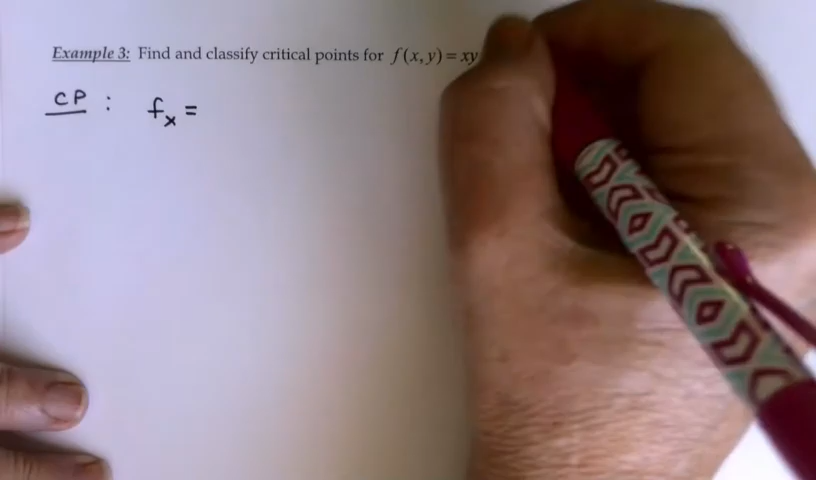 Example 3: Find and classify critical points for f(x, y) = xy
CP : fₓ =